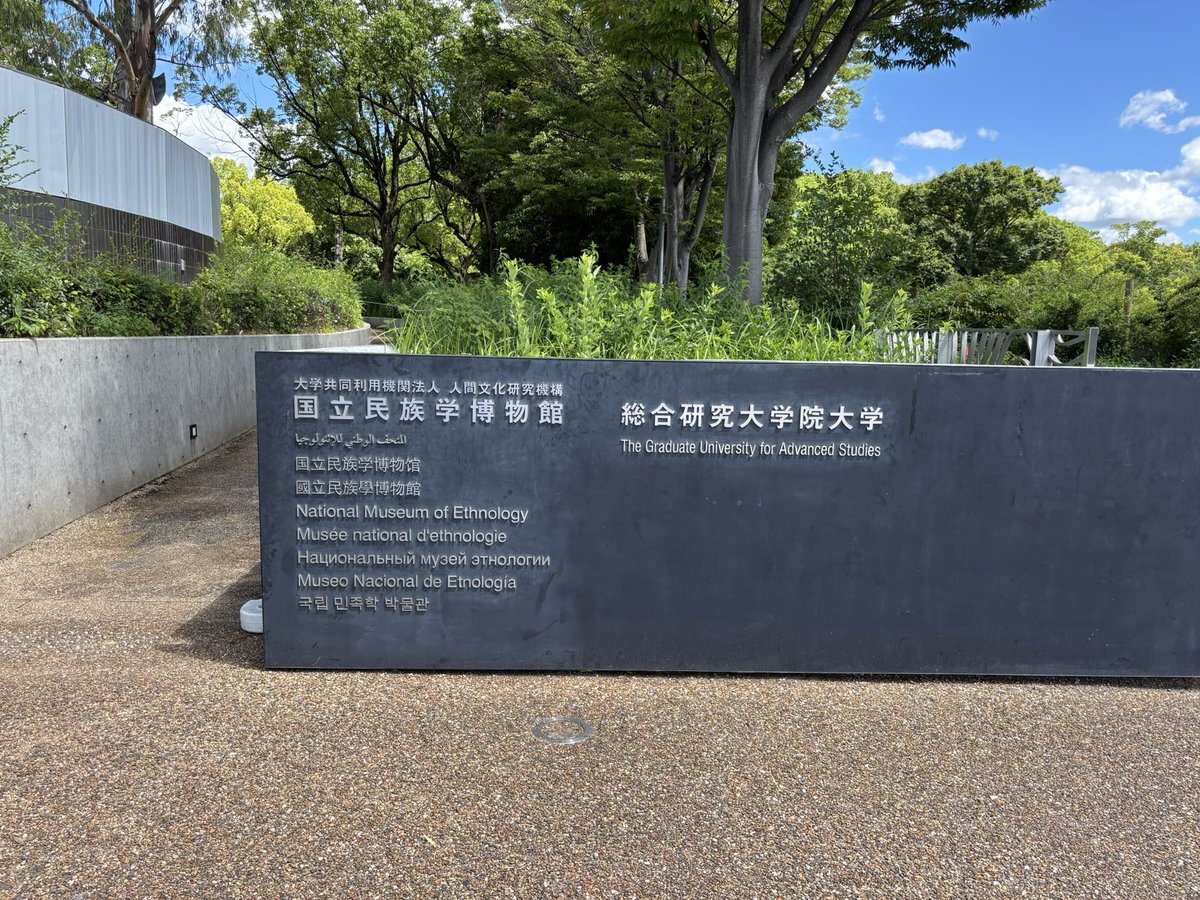 大学共同利用機関法人 人間文化研究機構
国立民族学博物館
المتحف الوطني للإثنولوجيا
国立民族学博物馆
國立民族學博物館
National Museum of Ethnology
Musée national d'ethnologie
Национальный музей этнологии
Museo Nacional de Etnología
국립 민족학 박물관
総合研究大学院大学
The Graduate University for Advanced Studies